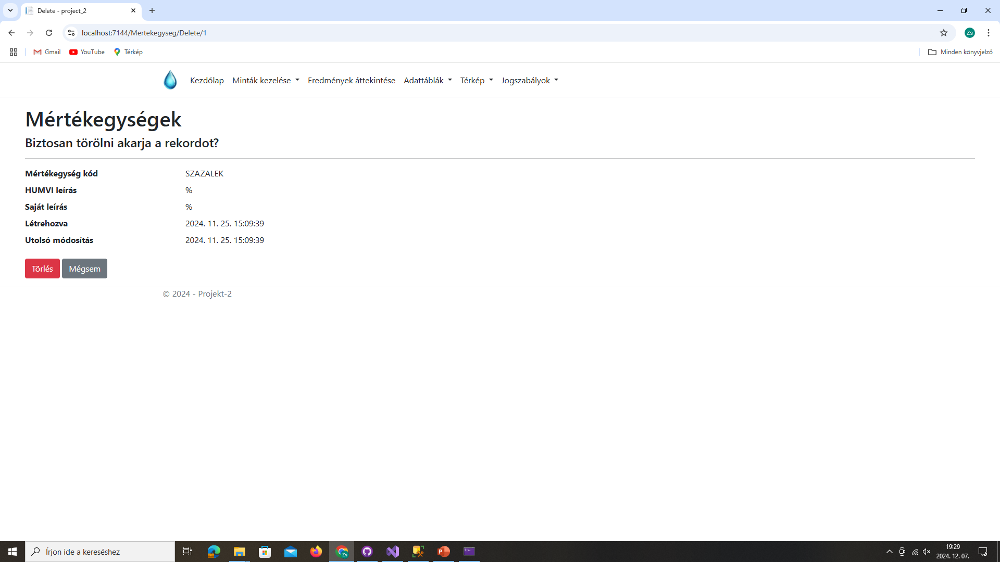 Delete - project_2
localhost:7144/Mertekegyseg/Delete/1
Zs
Gmail YouTube Térkép Minden könyvjelző
Kezdőlap Minták kezelése Eredmények áttekintése Adattáblák Térkép Jogszabályok
Mértékegységek
Biztosan törölni akarja a rekordot?
Mértékegység kód SZAZALEK
HUMVI leírás %
Saját leírás %
Létrehozva 2024. 11. 25. 15:09:39
Utolsó módosítás 2024. 11. 25. 15:09:39
Törlés Mégsem
© 2024 - Projekt-2
Írjon ide a kereséshez
Zs
19:29
2024. 12. 07.